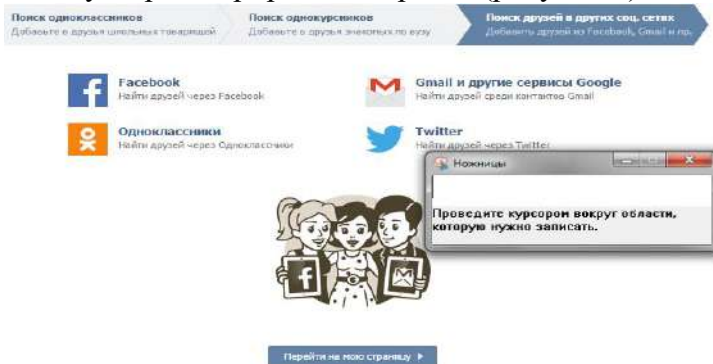 Поиск одноклассников
Добавьте в друзья школьных товарищей
Поиск однокурсников
Добавьте в друзья знакомых по вузу
Поиск друзей в других соц. сетях
Добавить друзей из Facebook, Gmail и пр.
Facebook
Найти друзей через Facebook
Gmail и другие сервисы Google
Найти друзей среди контактов Gmail
Одноклассники
Найти друзей через Одноклассники
Twitter
Найти друзей через Twitter
Ножницы
Проведите курсором вокруг области,
которую нужно записать.
Перейти на мою страницу